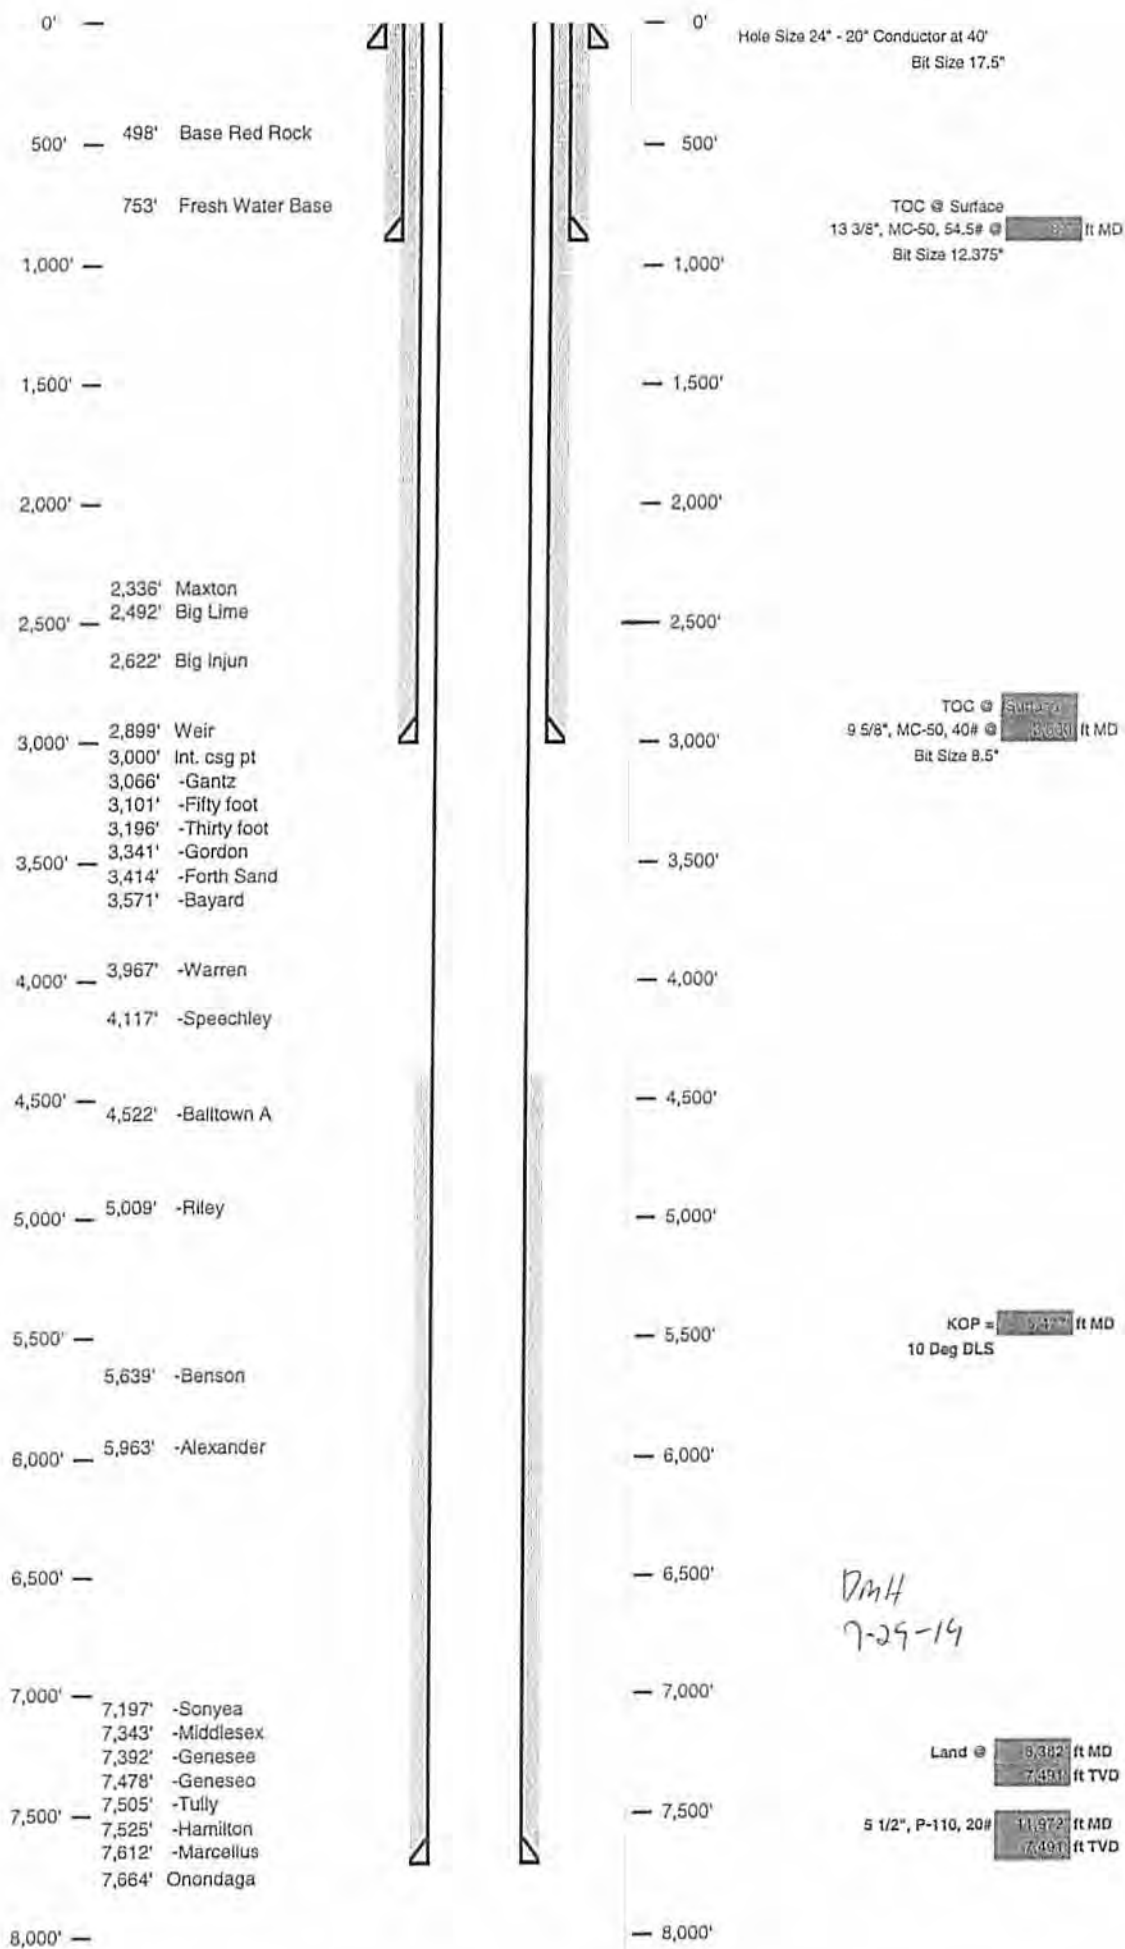 0'
498' Base Red Rock
500'
753' Fresh Water Base
1,000'
1,500'
2,000'
2,336' Maxton
2,492' Big Lime
2,500'
2,622' Big Injun
2,899' Weir
3,000'
3,000' Int. csg pt
3,066' -Gantz
3,101' -Fifty foot
3,196' -Thirty foot
3,341' -Gordon
3,500'
3,414' -Forth Sand
3,571' -Bayard
3,967' -Warren
4,000'
4,117' -Speechley
4,500'
4,522' -Balltown A
5,009' -Riley
5,000'
5,500'
5,639' -Benson
5,963' -Alexander
6,000'
6,500'
7,000'
7,197' -Sonyea
7,343' -Middlesex
7,392' -Genesee
7,478' -Geneseo
7,505' -Tully
7,500'
7,525' -Hamilton
7,612' -Marcellus
7,664' Onondaga
8,000'
0'
500'
1,000'
1,500'
2,000'
2,500'
3,000'
3,500'
4,000'
4,500'
5,000'
5,500'
6,000'
6,500'
7,000'
7,500'
8,000'
Hole Size 24" - 20" Conductor at 40'
Bit Size 17.5"
TOC @ Surface
13 3/8", MC-50, 54.5# @ ft MD
Bit Size 12.375"
TOC @ Surface
9 5/8", MC-50, 40# @ ft MD
Bit Size 8.5"
KOP = ft MD
10 Deg DLS
DMH
7-29-19
Land @ 8,382 ft MD
7,491 ft TVD
5 1/2", P-110, 20# 11,972 ft MD
7,491 ft TVD